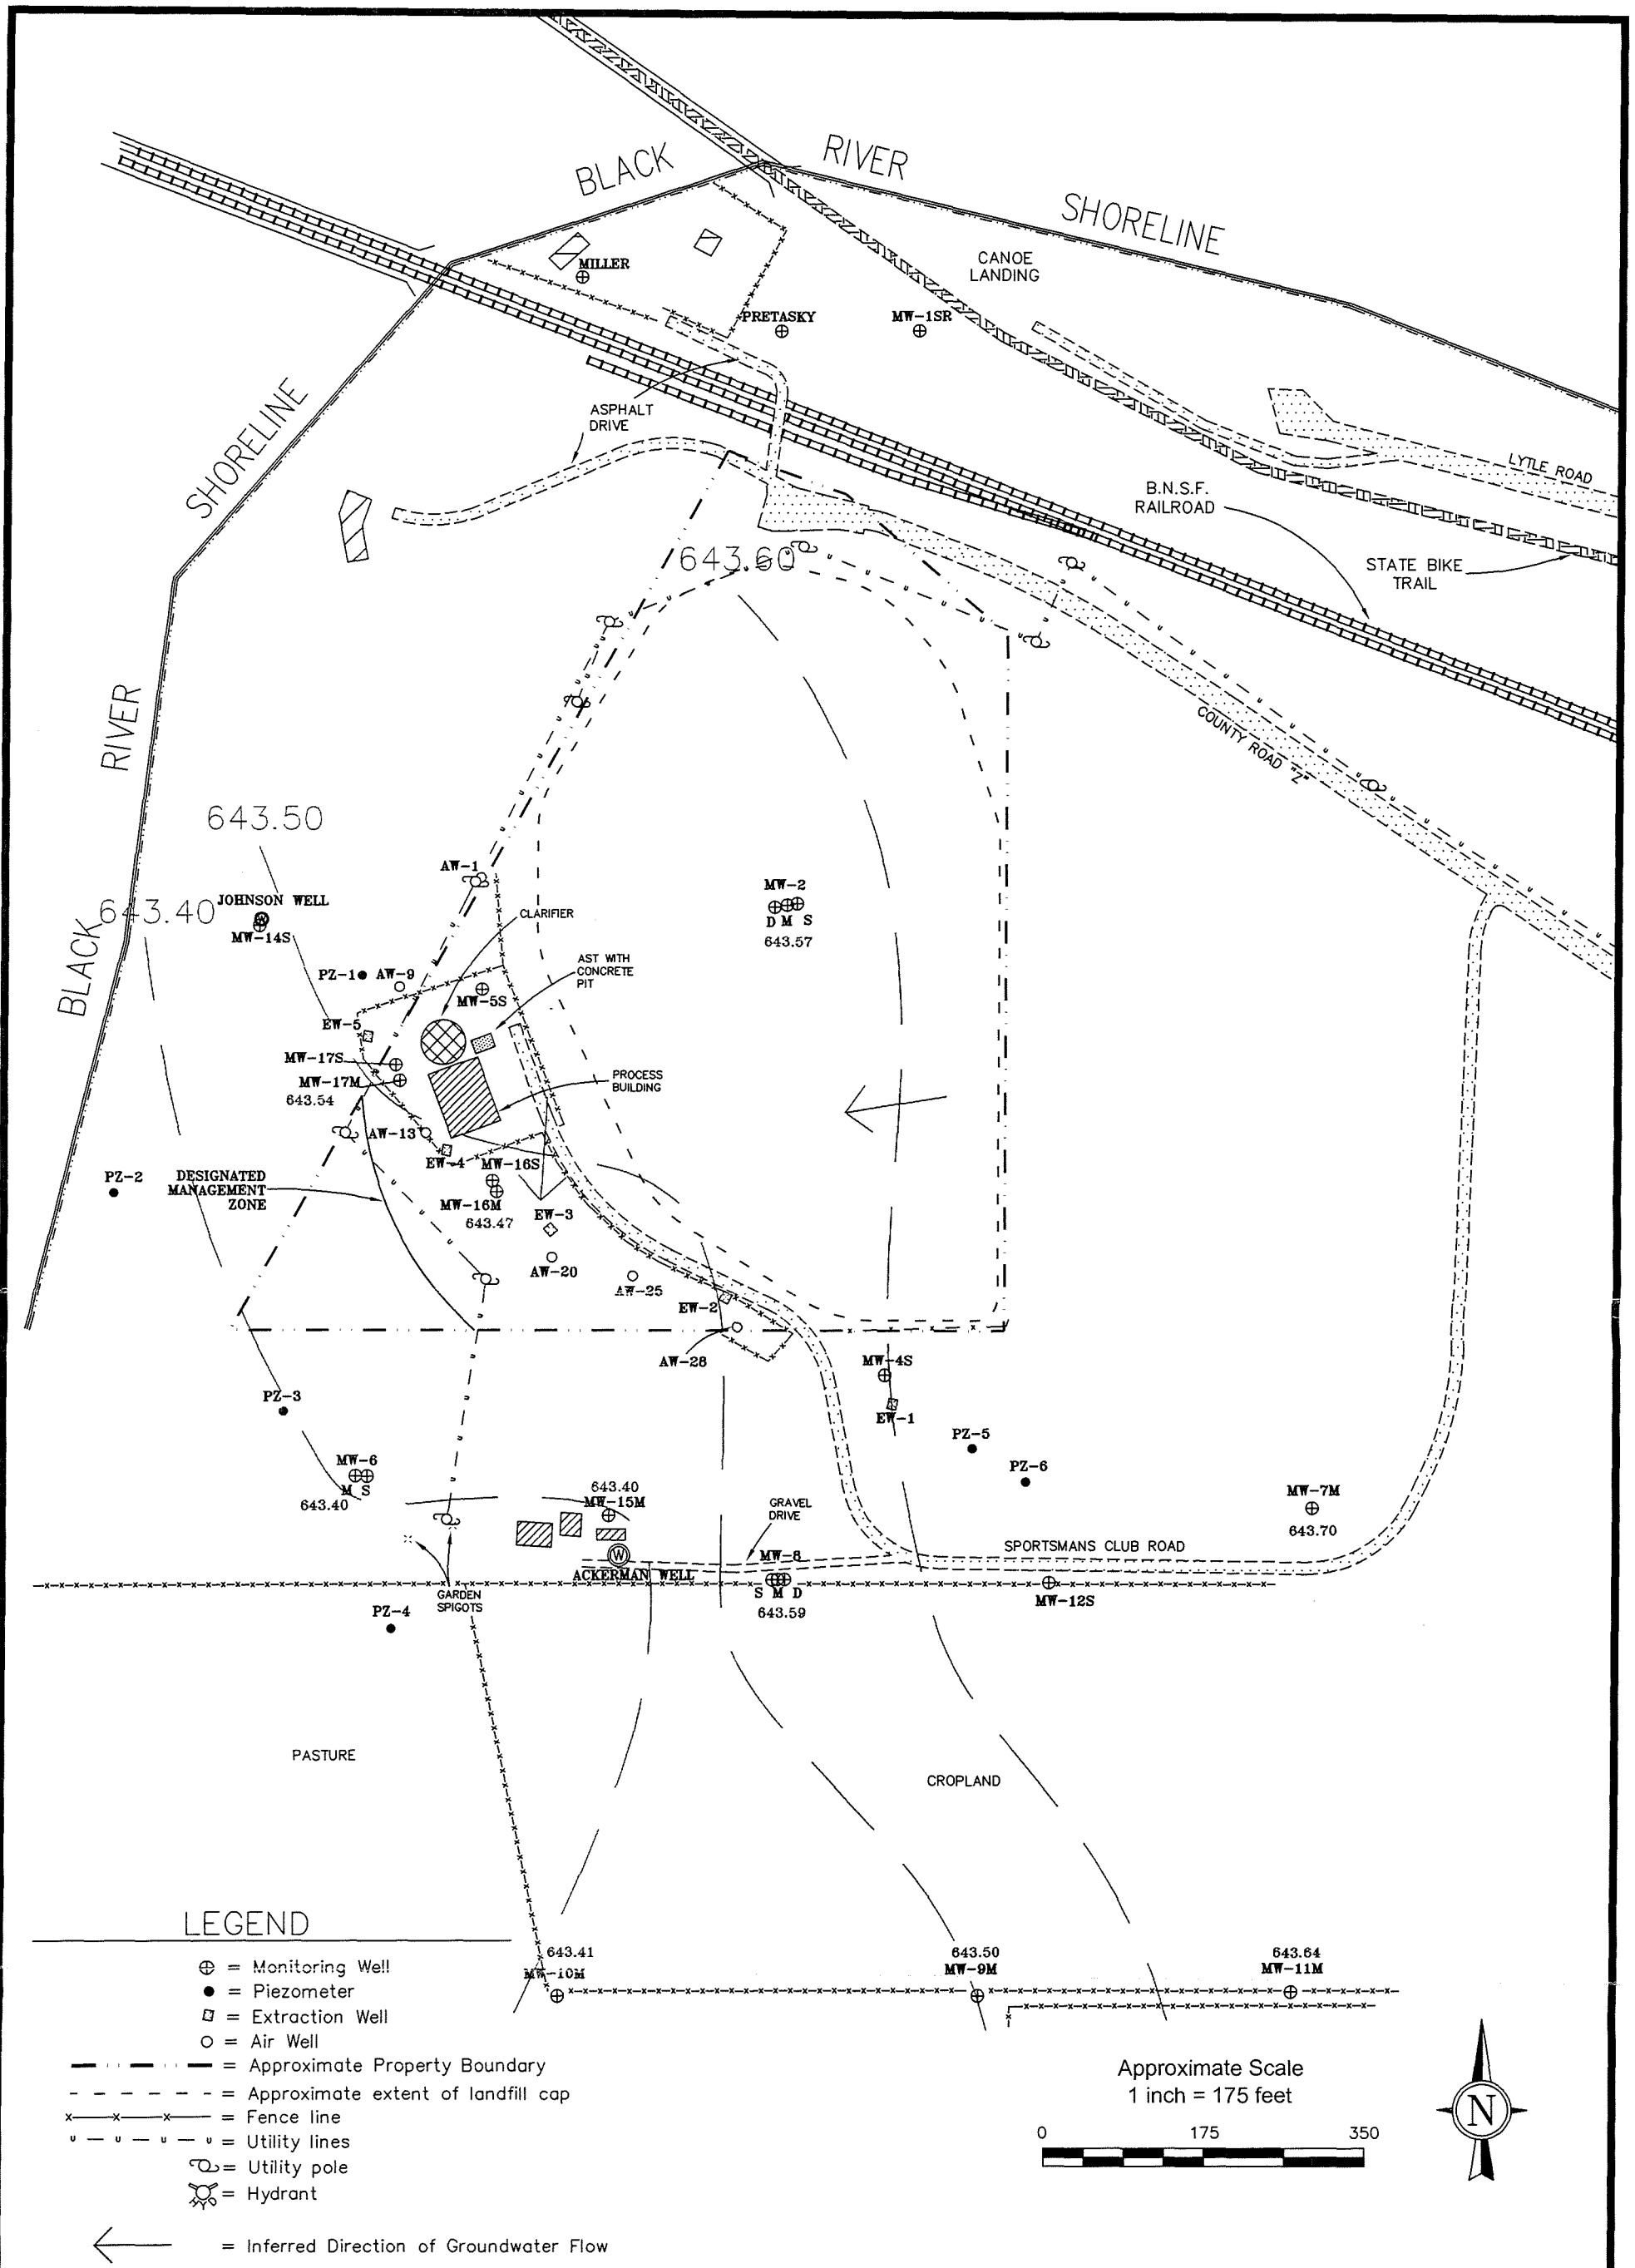 BLACK
RIVER
SHORELINE
CANOE
LANDING
MILLER
PRETASKY
MW-1SR
ASPHALT
DRIVE
SHORELINE
LYTLE ROAD
B.N.S.F.
RAILROAD
STATE BIKE
TRAIL
643.60
RIVER
COUNTY ROAD "Z"
643.50
AW-1
MW-2
D M S
643.57
JOHNSON WELL
643.40
MW-14S
CLARIFIER
BLACK
PZ-1
AW-9
AST WITH
CONCRETE
PIT
MW-5S
EW-5
MW-17S
MW-17M
643.54
PROCESS
BUILDING
AW-13
EW-4
MW-16S
PZ-2
DESIGNATED
MANAGEMENT
ZONE
MW-16M
643.47
EW-3
AW-20
AW-25
EW-2
AW-28
MW-4S
EW-1
PZ-3
PZ-5
PZ-6
MW-6
M S
643.40
643.40
MW-15M
GRAVEL
DRIVE
MW-7M
643.70
SPORTSMANS CLUB ROAD
MW-8
ACKERMAN WELL
S M D
643.59
MW-12S
GARDEN
SPIGOTS
PZ-4
PASTURE
CROPLAND
643.41
MW-10M
643.50
MW-9M
643.64
MW-11M
LEGEND
= Monitoring Well
= Piezometer
= Extraction Well
= Air Well
= Approximate Property Boundary
= Approximate extent of landfill cap
= Fence line
= Utility lines
= Utility pole
= Hydrant
= Inferred Direction of Groundwater Flow
Approximate Scale
1 inch = 175 feet
0 175 350
N